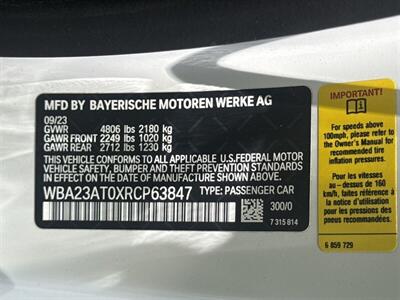 MFD BY BAYERISCHE MOTOREN WERKE AG
09/23
GVWR 4806 lbs 2180 kg
GAWR FRONT 2249 lbs 1020 kg
GAWR REAR 2712 lbs 1230 kg
THIS VEHICLE CONFORMS TO ALL APPLICABLE U.S.FEDERAL MOTOR
VEHICLE SAFETY, BUMPER, AND THEFT PREVENTION STANDARDS
IN EFFECT ON THE DATE OF MANUFACTURE SHOWN ABOVE.
WBA23AT0XRCP63847 TYPE: PASSENGER CAR
300/0
7 315 814
IMPORTANT!
For speeds above
100mph, please refer to
the Owner's Manual for
recommended tire
inflation pressures.
Pour vitesses
au – dessus de 160
km/h, référez-vous
à la notice d'utilisation
pour les pressions des
pneus recommandées.
6 859 729